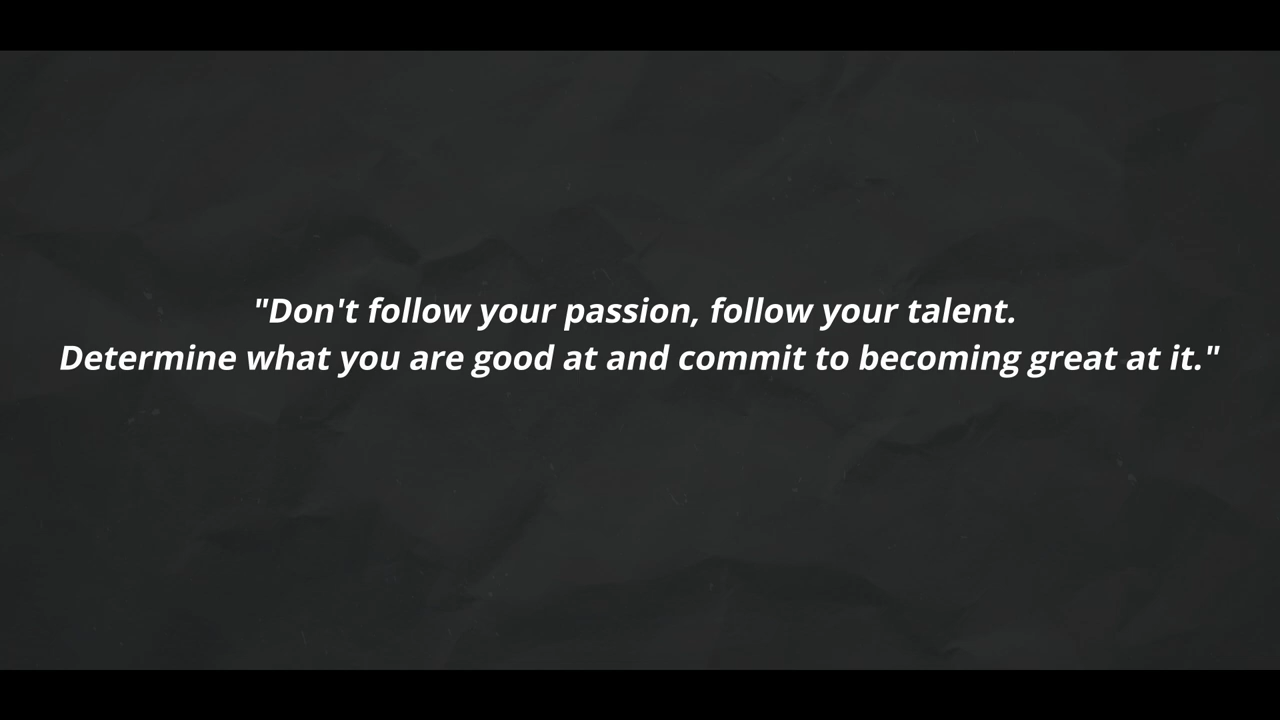 "Don't follow your passion, follow your talent.
Determine what you are good at and commit to becoming great at it."